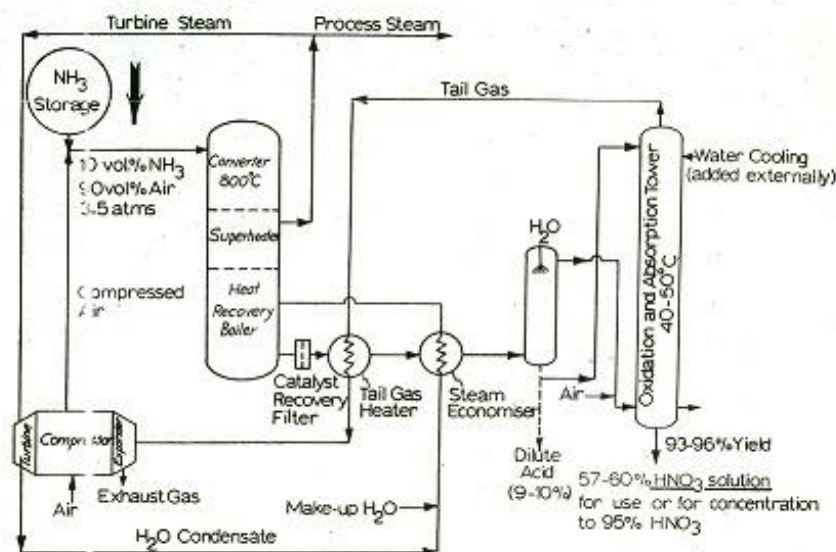 Turbine Steam
Process Steam
NH3
Storage
Tail Gas
10 vol% NH3
90vol% Air
3.5 atms
Converter
800°C
Superheater
Heat
Recovery
Boiler
Compressed
Air
Water Cooling
(added externally)
H2O
Oxidation and Absorption Tower
40-50°C
Catalyst
Recovery
Filter
Tail Gas
Heater
Steam
Economiser
Air
Turbine
Compressor
Expander
Air
Exhaust Gas
Dilute
Acid
(9-10%)
93-96% Yield
57-60% HNO3 solution
for use or for concentration
to 95% HNO3
Make-up H2O
H2O Condensate